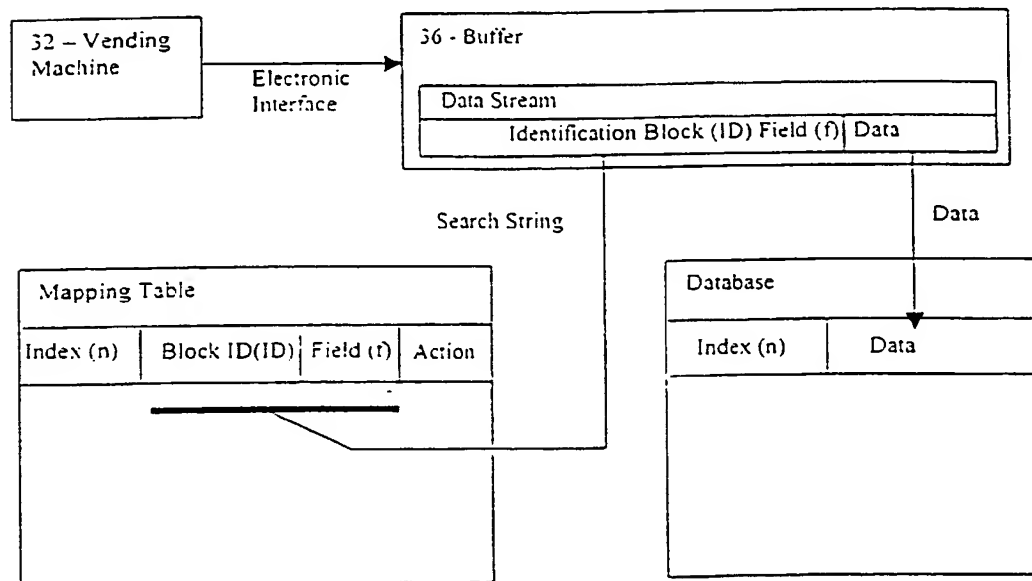 32 – Vending
Machine
Electronic
Interface
36 - Buffer
Data Stream
Identification Block (ID) Field (f) Data
Search String
Data
Mapping Table
Index (n) Block ID(ID) Field (f) Action
Database
Index (n) Data